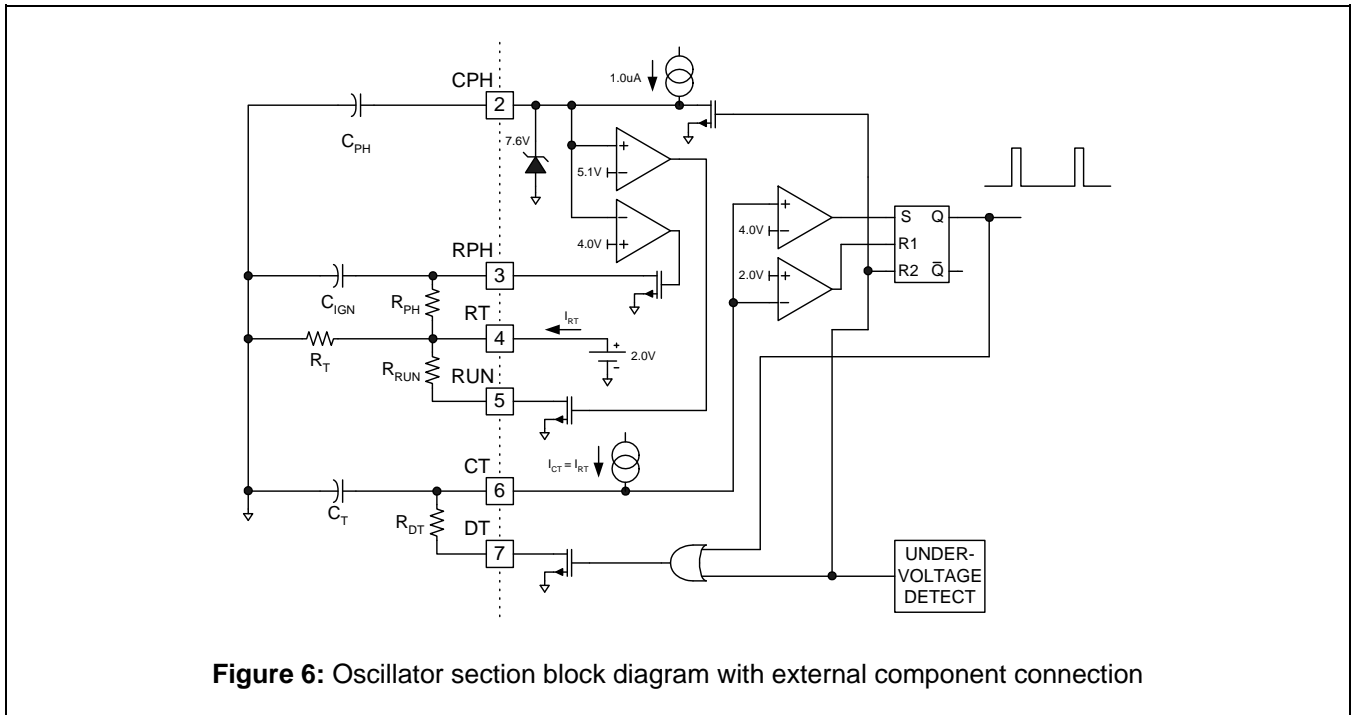 1.0uA
CPH
2
C_PH
7.6V
+
5.1V −
−
4.0V +
RPH
3
C_IGN
R_PH
RT
4
I_RT
+
2.0V
−
R_T
R_RUN
RUN
5
CT
6
I_CT = I_RT
C_T
R_DT
DT
7
+
4.0V −
2.0V +
−
S Q
R1
R2 Q̅
UNDER-
VOLTAGE
DETECT
Figure 6: Oscillator section block diagram with external component connection